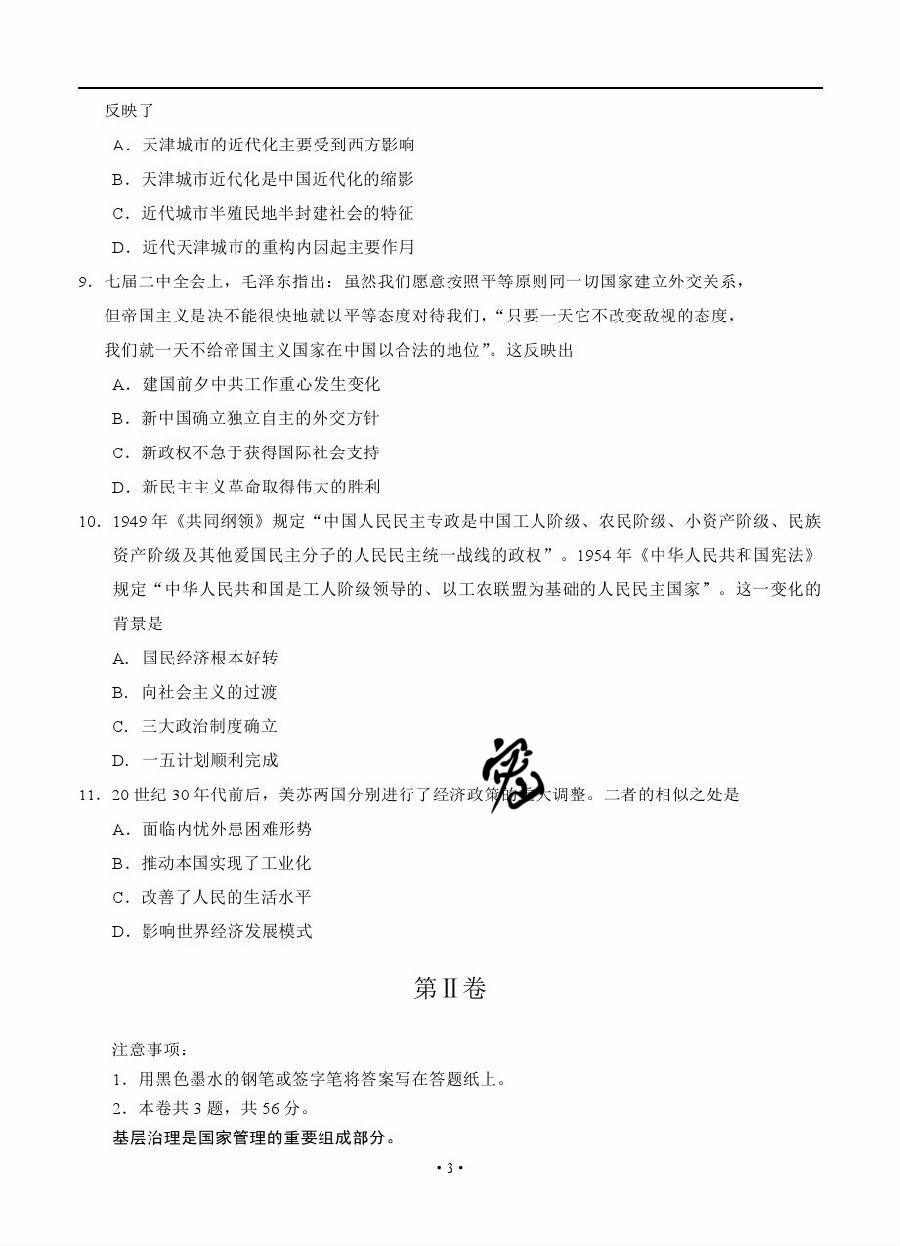 反映了
A．天津城市的近代化主要受到西方影响
B．天津城市近代化是中国近代化的缩影
C．近代城市半殖民地半封建社会的特征
D．近代天津城市的重构内因起主要作用
9．七届二中全会上，毛泽东指出：虽然我们愿意按照平等原则同一切国家建立外交关系，
但帝国主义是决不能很快地就以平等态度对待我们，“只要一天它不改变敌视的态度，
我们就一天不给帝国主义国家在中国以合法的地位”。这反映出
A．建国前夕中共工作重心发生变化
B．新中国确立独立自主的外交方针
C．新政权不急于获得国际社会支持
D．新民主主义革命取得伟大的胜利
10．1949 年《共同纲领》规定“中国人民民主专政是中国工人阶级、农民阶级、小资产阶级、民族
资产阶级及其他爱国民主分子的人民民主统一战线的政权”。1954 年《中华人民共和国宪法》
规定“中华人民共和国是工人阶级领导的、以工农联盟为基础的人民民主国家”。这一变化的
背景是
A．国民经济根本好转
B．向社会主义的过渡
C．三大政治制度确立
D．一五计划顺利完成
11．20 世纪 30 年代前后，美苏两国分别进行了经济政策的重大调整。二者的相似之处是
A．面临内忧外患困难形势
B．推动本国实现了工业化
C．改善了人民的生活水平
D．影响世界经济发展模式
第Ⅱ卷
注意事项：
1．用黑色墨水的钢笔或签字笔将答案写在答题纸上。
2．本卷共 3 题，共 56 分。
基层治理是国家管理的重要组成部分。
·3·